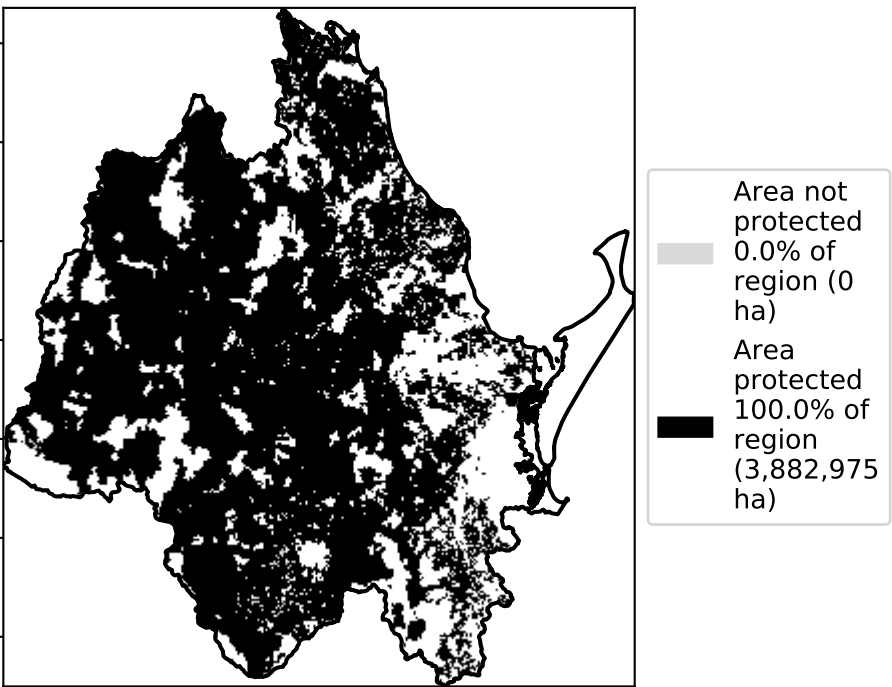 Area not
protected
0.0% of
region (0
ha)
Area
protected
100.0% of
region
(3,882,975
ha)